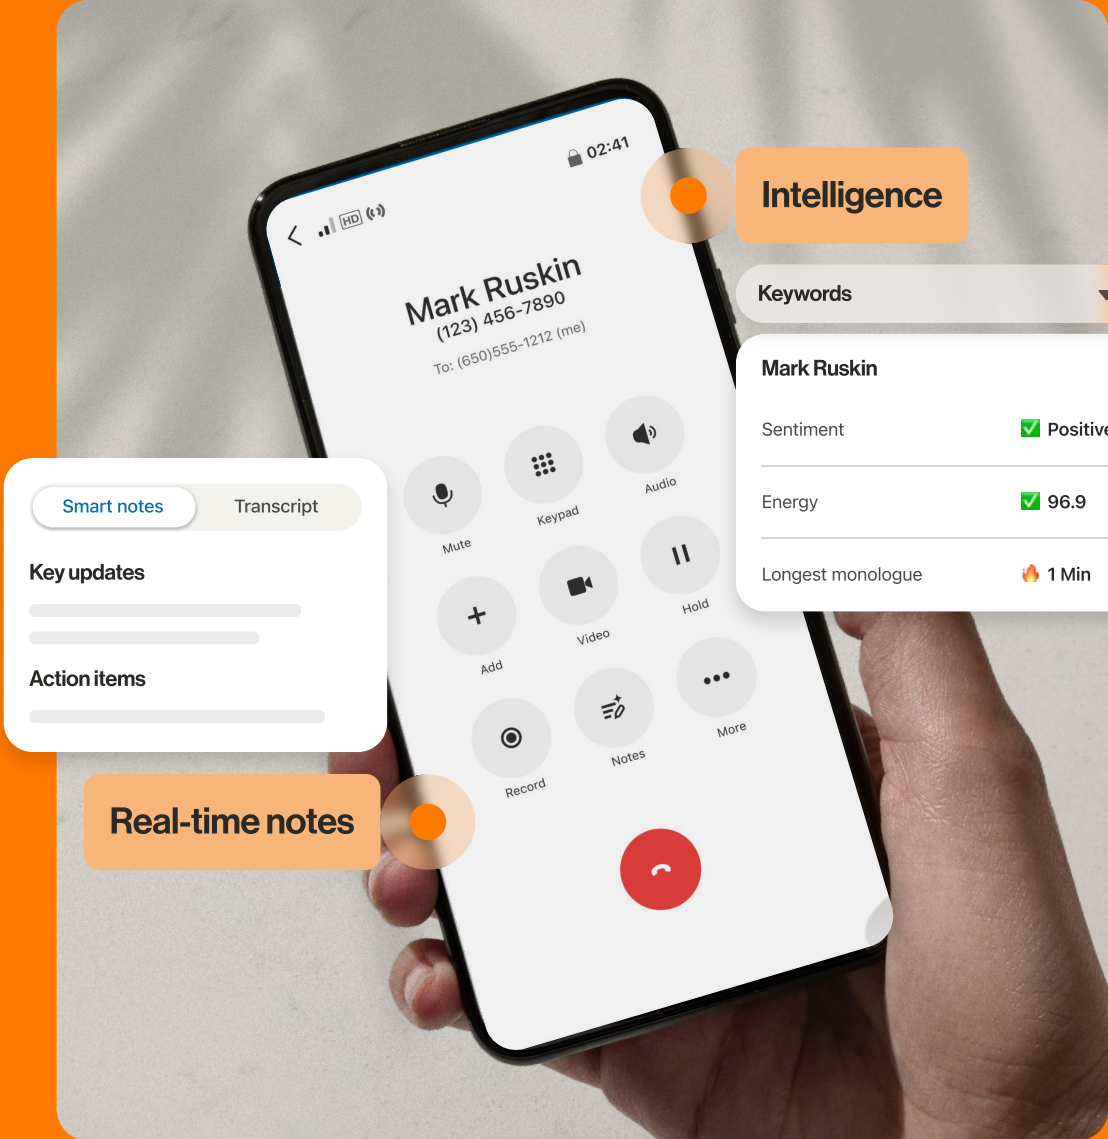 02:41
HD
Mark Ruskin
(123) 456-7890
To: (650)555-1212 (me)
Mute
Keypad
Audio
Add
Video
Hold
Record
Notes
More
Intelligence
Keywords
Mark Ruskin
Sentiment
Positive
Energy
96.9
Longest monologue
1 Min
Smart notes
Transcript
Key updates
Action items
Real-time notes